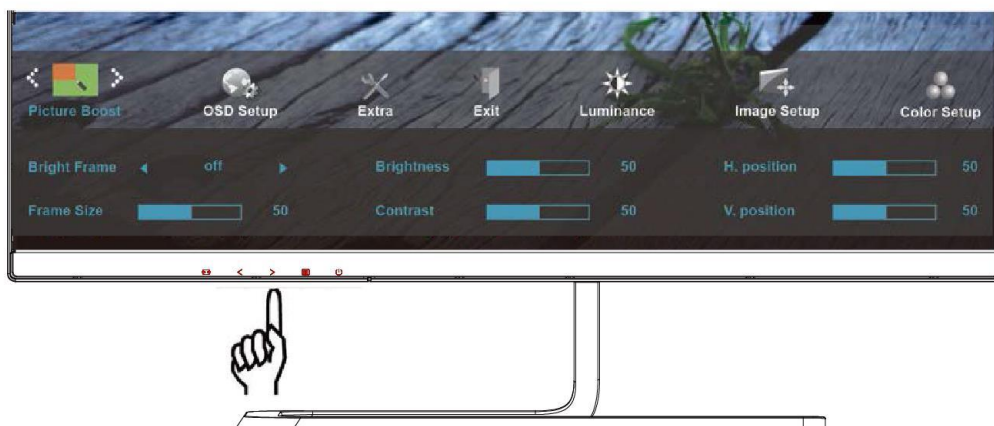 Picture Boost OSD Setup Extra Exit Luminance Image Setup Color Setup
Bright Frame off Brightness 50 H. position 50
Frame Size 50 Contrast 50 V. position 50